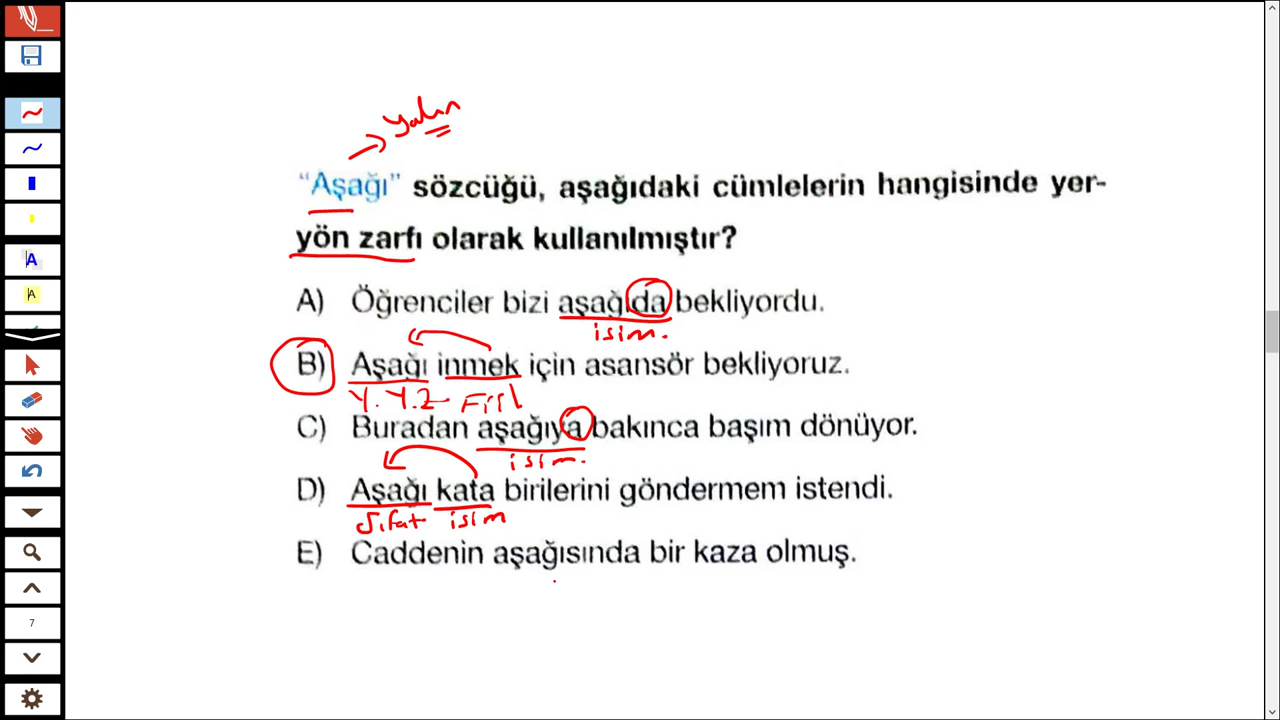 yalın
"Aşağı" sözcüğü, aşağıdaki cümlelerin hangisinde yer-
yön zarfı olarak kullanılmıştır?
A) Öğrenciler bizi aşağıda bekliyordu.
isim.
B) Aşağı inmek için asansör bekliyoruz.
Y.Y.Z Fiil
C) Buradan aşağıya bakınca başım dönüyor.
isim.
D) Aşağı kata birilerini göndermem istendi.
sıfat isim
E) Caddenin aşağısında bir kaza olmuş.
A
A
7